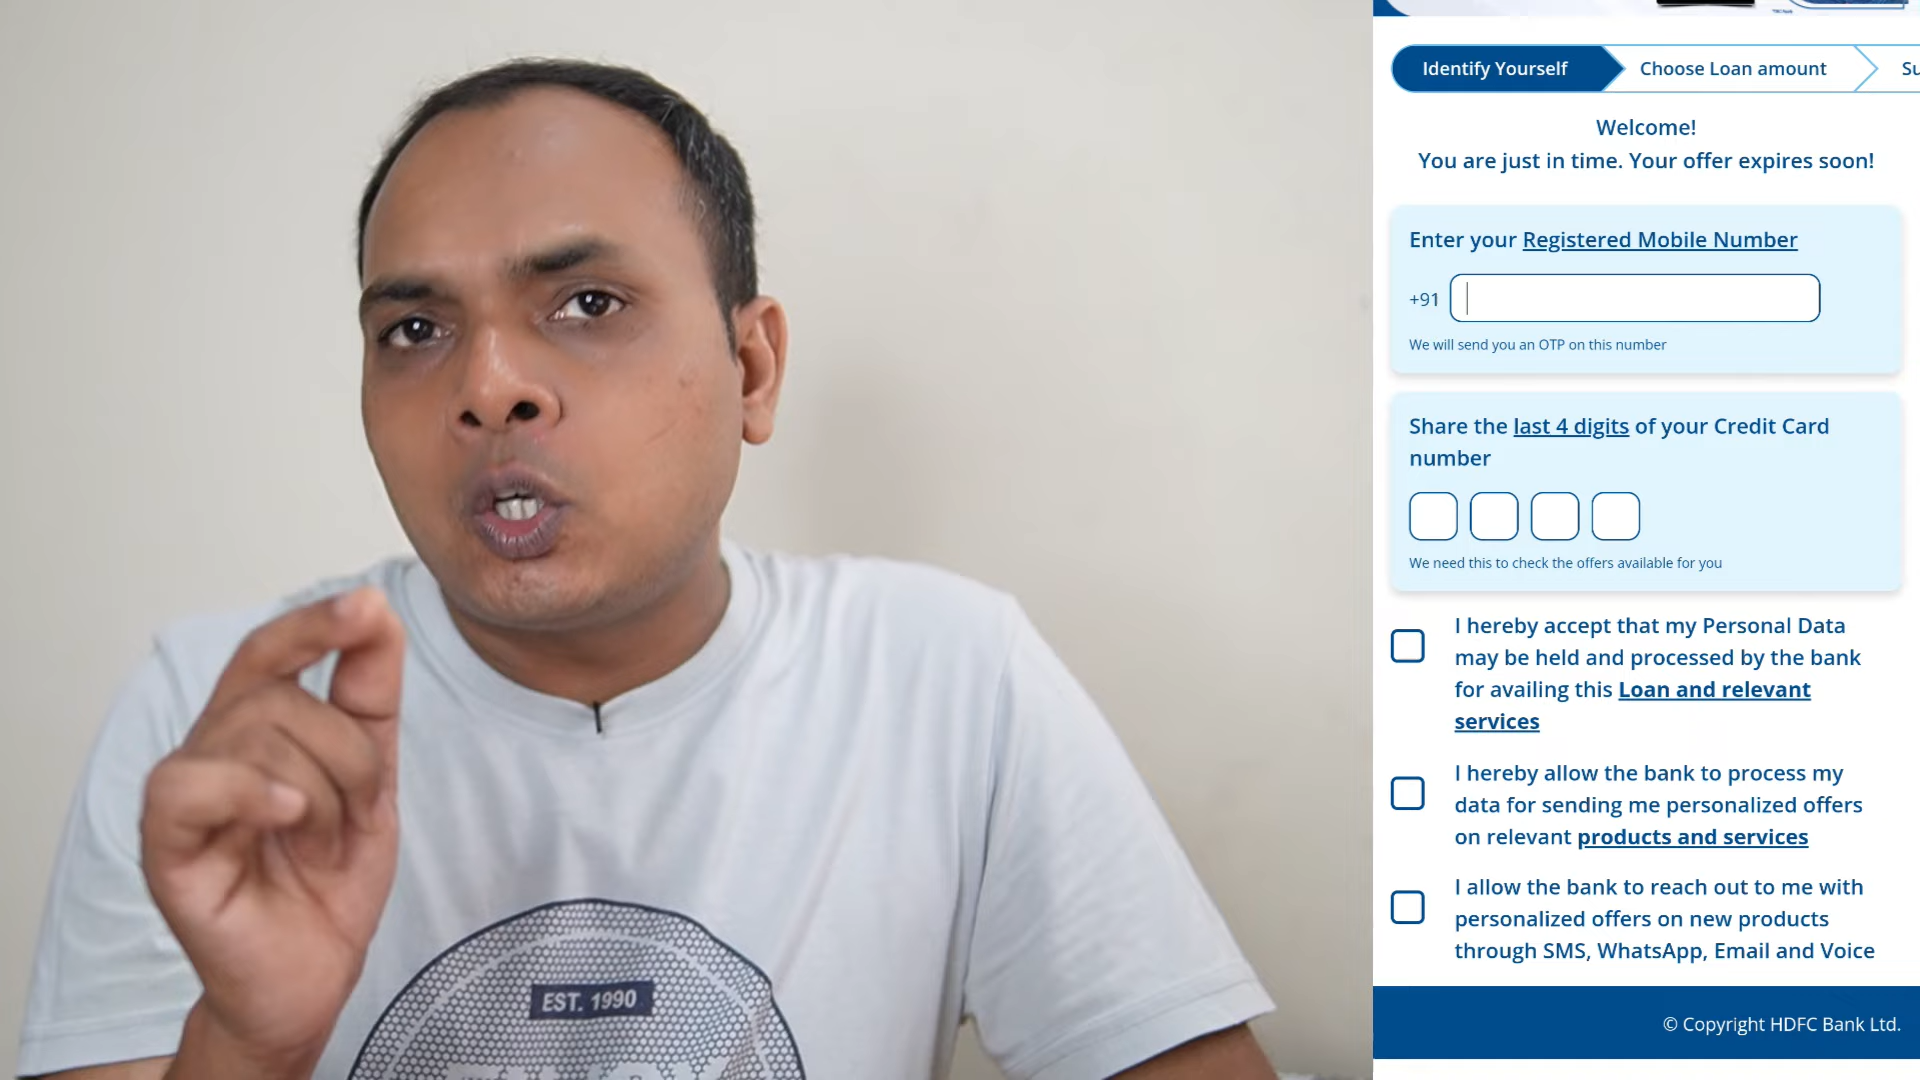 Identify Yourself
Choose Loan amount
Su
Welcome!
You are just in time. Your offer expires soon!
Enter your Registered Mobile Number
+91
We will send you an OTP on this number
Share the last 4 digits of your Credit Card
number
We need this to check the offers available for you
I hereby accept that my Personal Data
may be held and processed by the bank
for availing this Loan and relevant
services
I hereby allow the bank to process my
data for sending me personalized offers
on relevant products and services
I allow the bank to reach out to me with
personalized offers on new products
through SMS, WhatsApp, Email and Voice
© Copyright HDFC Bank Ltd.
EST. 1990